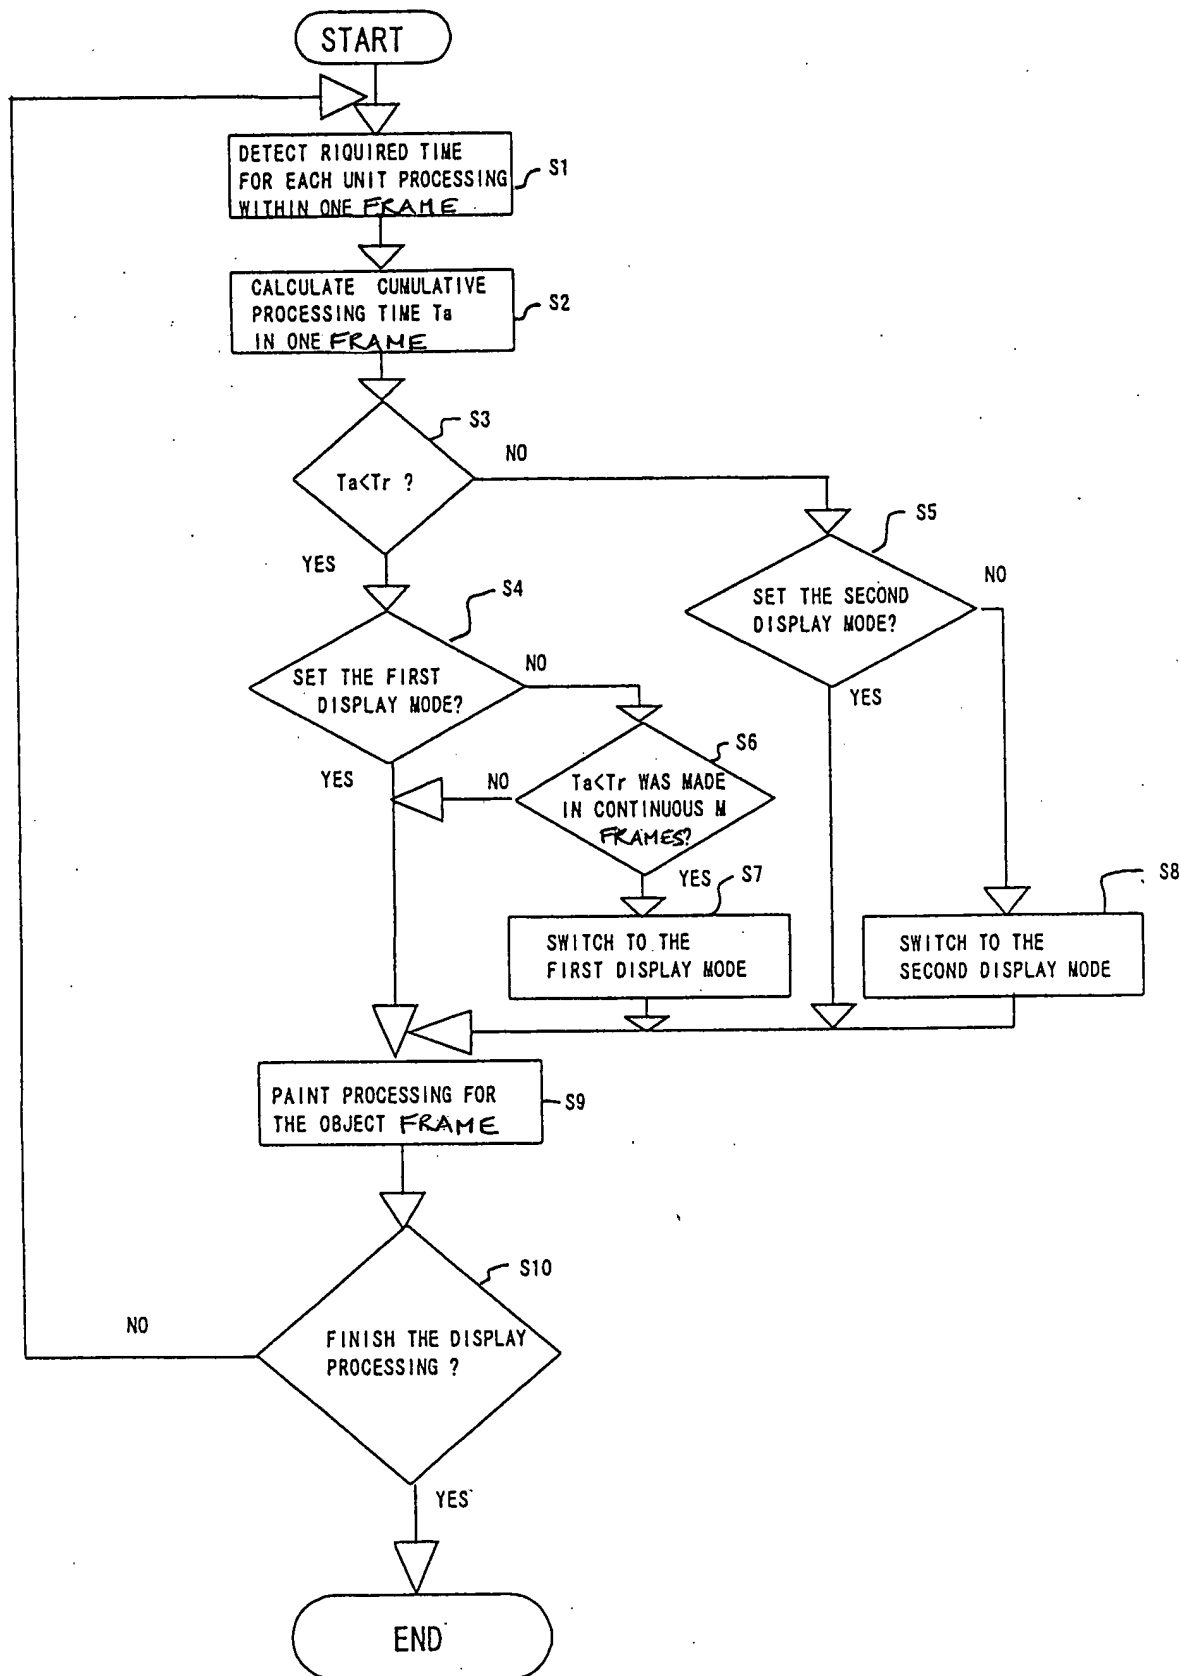 START
DETECT RIQUIRED TIME
FOR EACH UNIT PROCESSING
WITHIN ONE FRAME
S1
CALCULATE CUMULATIVE
PROCESSING TIME Ta
IN ONE FRAME
S2
S3
Ta<Tr ?
NO
YES
S5
SET THE SECOND
DISPLAY MODE?
NO
YES
S4
SET THE FIRST
DISPLAY MODE?
NO
YES
S6
Ta<Tr WAS MADE
IN CONTINUOUS M
FRAMES?
NO
YES
S7
SWITCH TO THE
FIRST DISPLAY MODE
S8
SWITCH TO THE
SECOND DISPLAY MODE
PAINT PROCESSING FOR
THE OBJECT FRAME
S9
S10
FINISH THE DISPLAY
PROCESSING ?
NO
YES
END